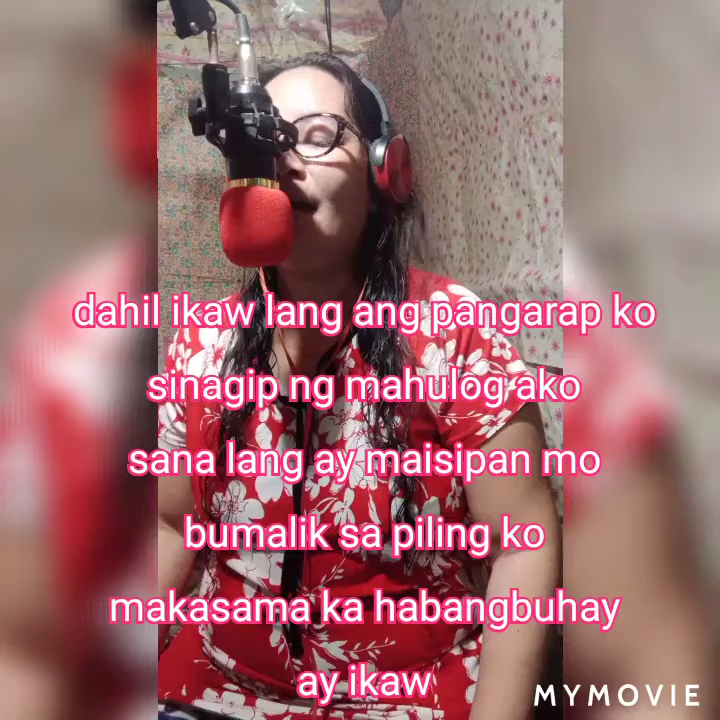 dahil ikaw lang ang pangarap ko
sinagip ng mahulog ako
sana lang ay maisipan mo
bumalik sa piling ko
makasama ka habangbuhay
ay ikaw
MYMOVIE